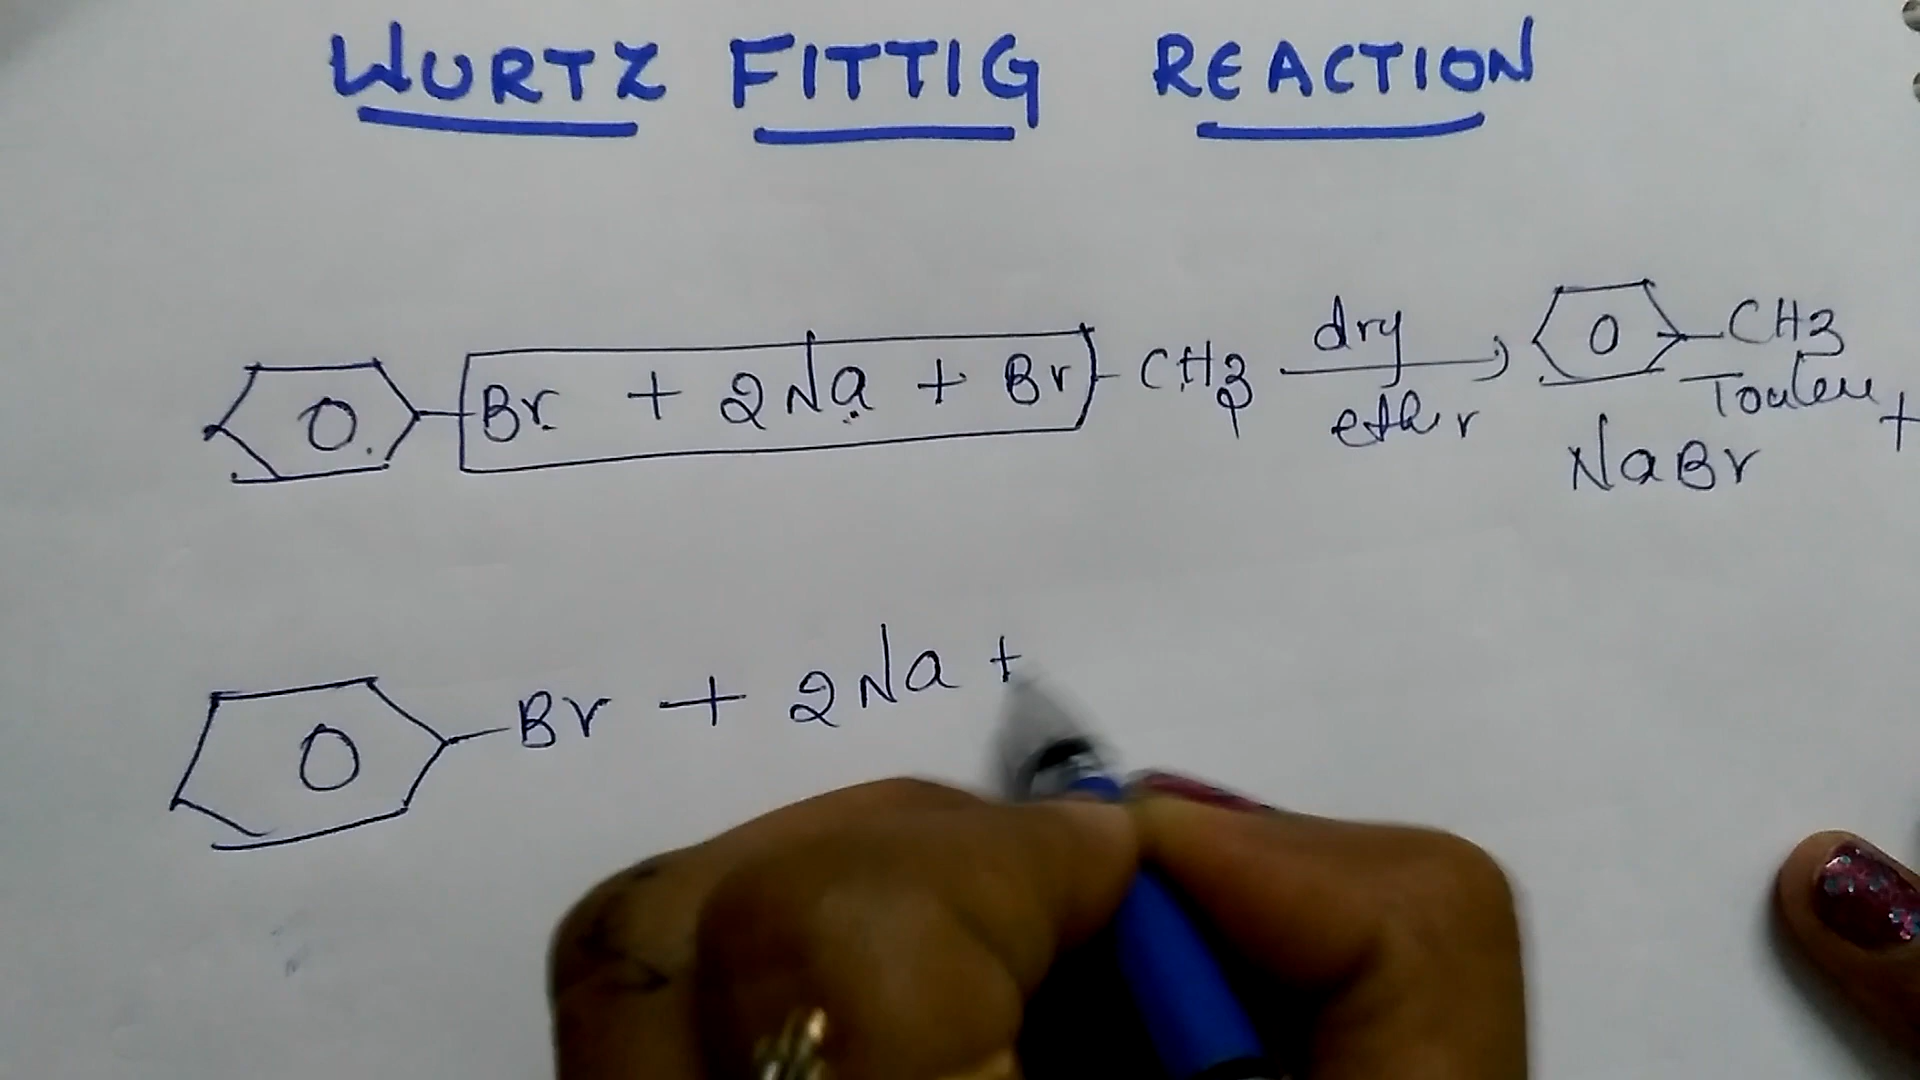 WURTZ FITTIG REACTION
Br + 2Na + Br - CH3 dry ether CH3
Toulen +
NaBr
Br + 2Na +